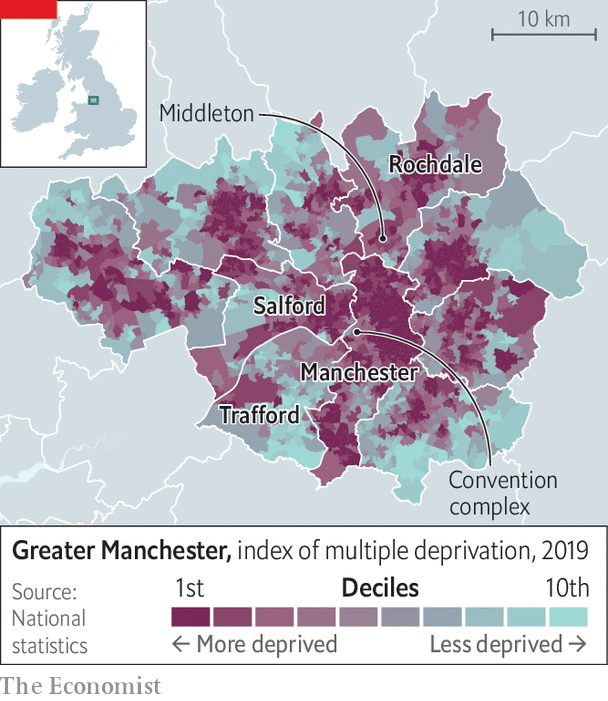 10 km
Middleton
Rochdale
Salford
Manchester
Trafford
Convention
complex
Greater Manchester, index of multiple deprivation, 2019
Source:
National
statistics
1st Deciles 10th
← More deprived Less deprived →
The Economist